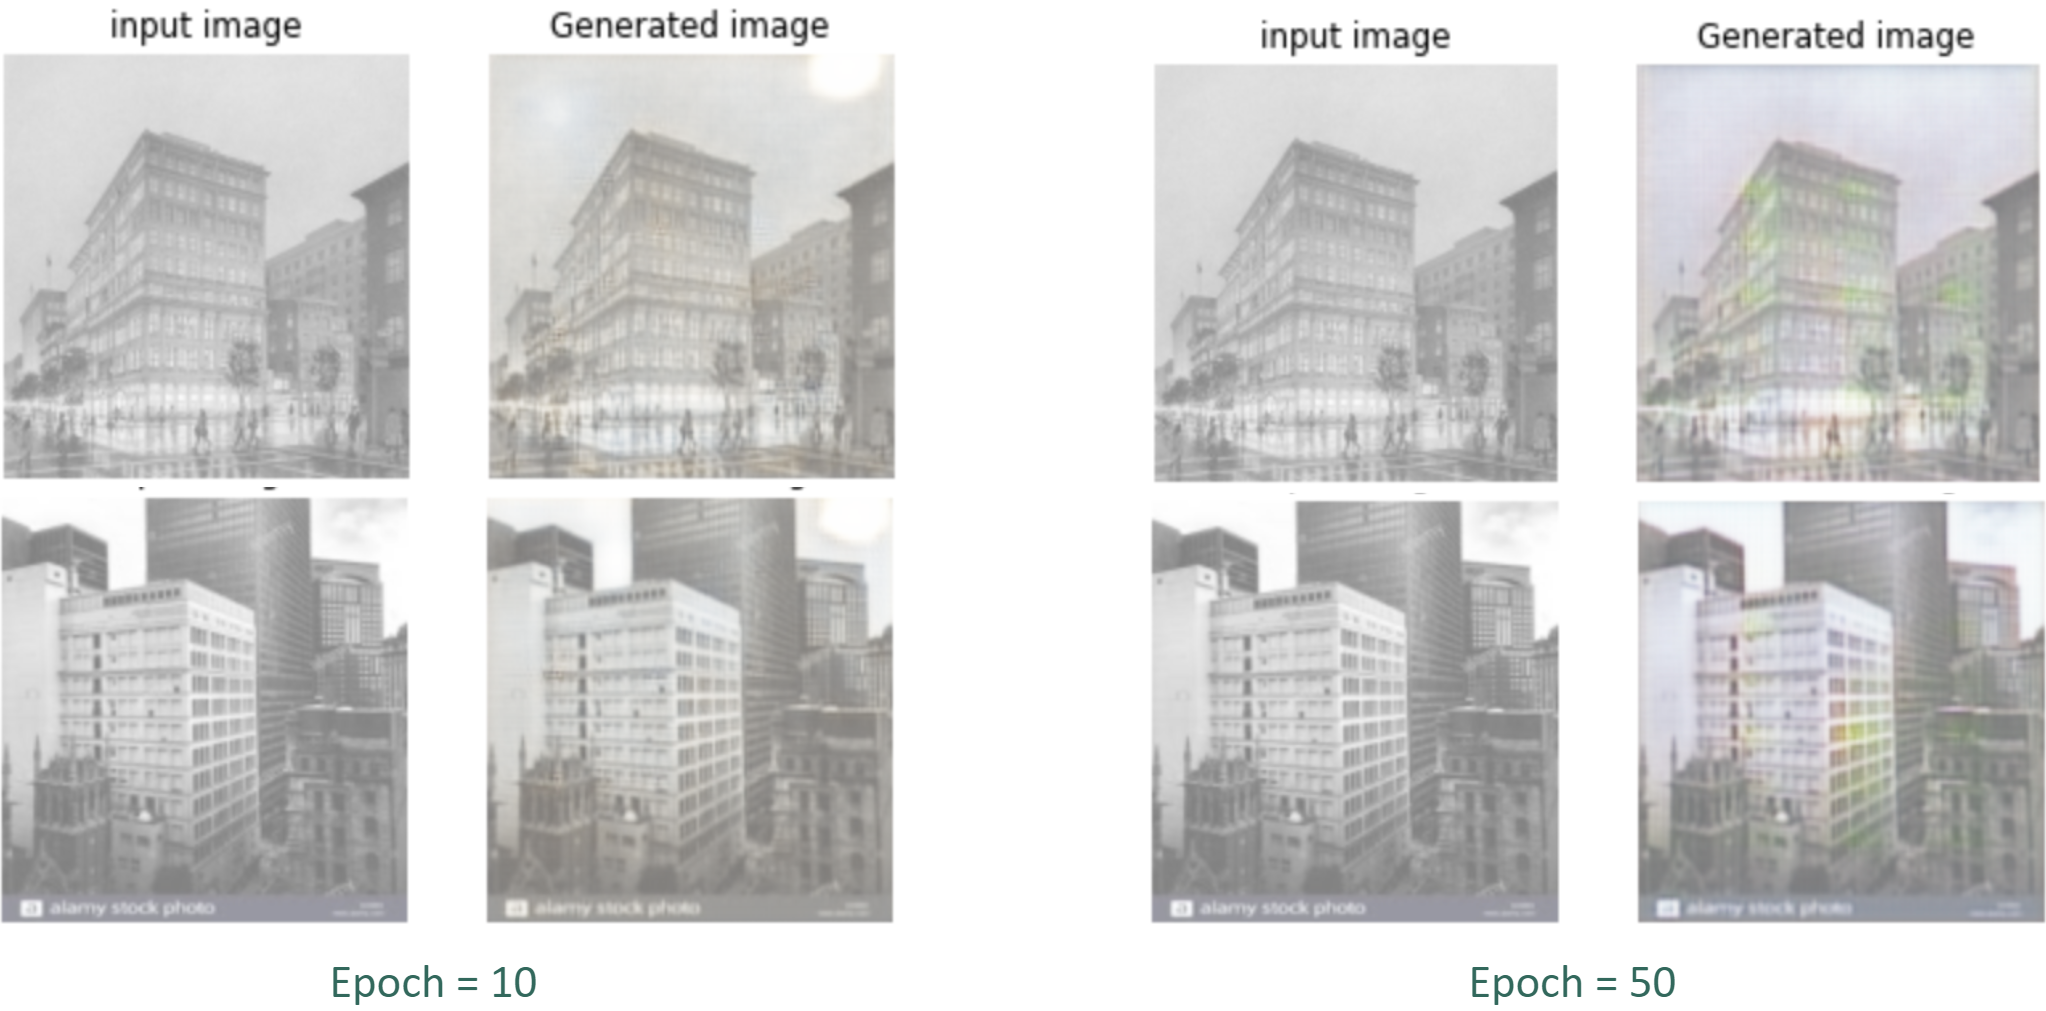 input image
Generated image
input image
Generated image
a alamy stock photo
a alamy stock photo
a alamy stock photo
a alamy stock photo
Epoch = 10
Epoch = 50